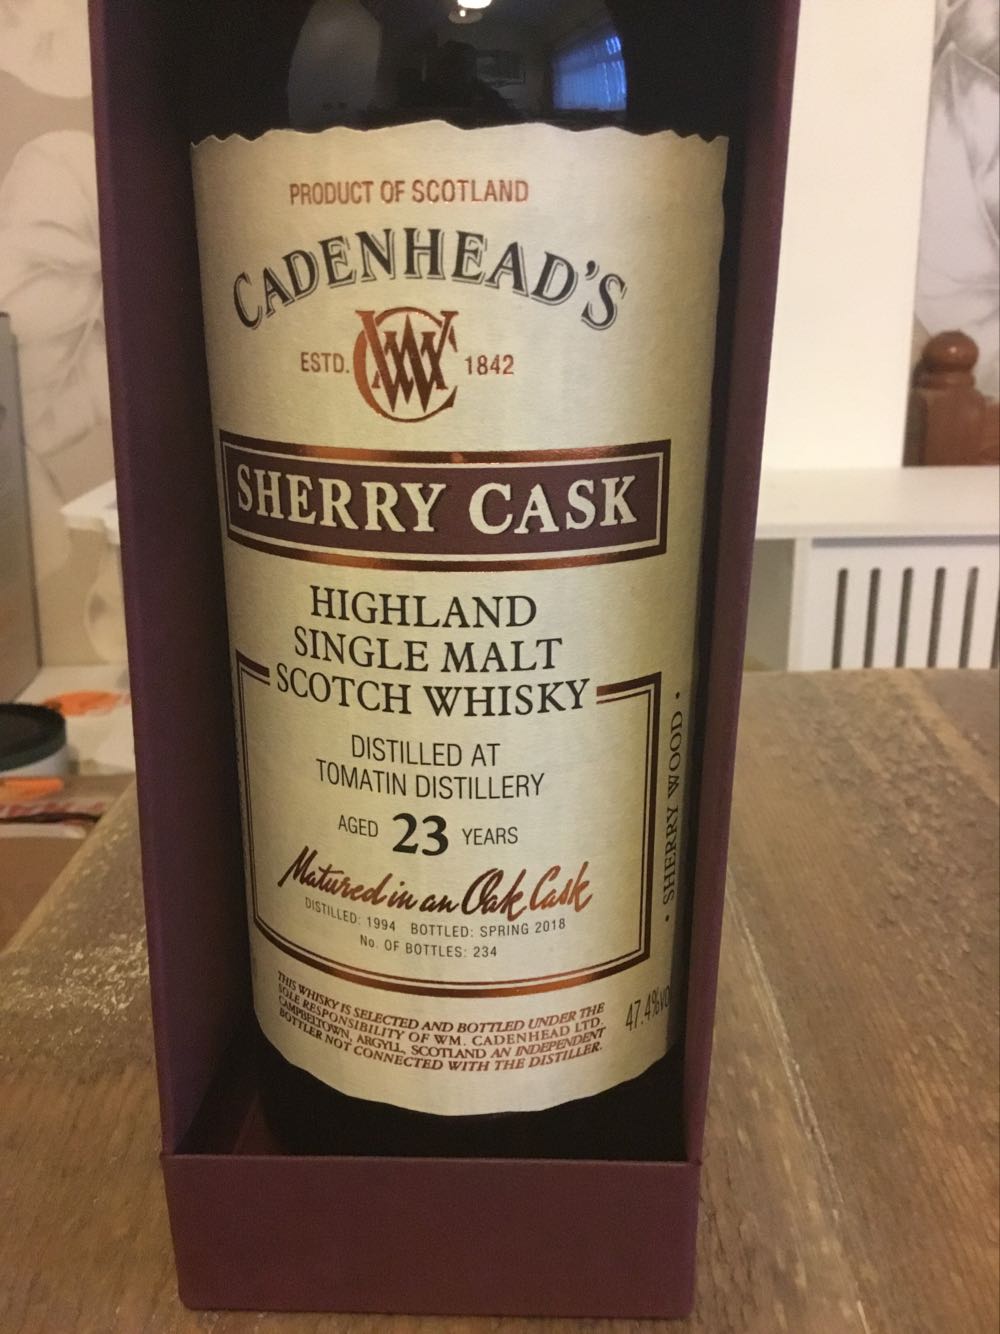 PRODUCT OF SCOTLAND
CADENHEAD'S
ESTD. WMC 1842
SHERRY CASK
HIGHLAND
SINGLE MALT
SCOTCH WHISKY
DISTILLED AT
TOMATIN DISTILLERY
AGED 23 YEARS
Matured in an Oak Cask
DISTILLED: 1994 BOTTLED: SPRING 2018
No. OF BOTTLES: 234
THIS WHISKY IS SELECTED AND BOTTLED UNDER THE
SOLE RESPONSIBILITY OF WM. CADENHEAD LTD.
CAMPBELTOWN, ARGYLL, SCOTLAND AN INDEPENDENT
BOTTLER NOT CONNECTED WITH THE DISTILLER.
47.4%vo
• SHERRY WOOD •